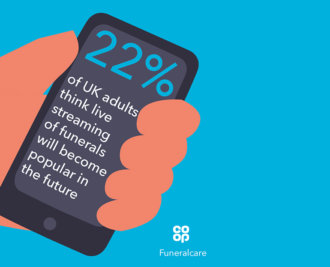 22%
of UK adults
think live
streaming
of funerals
will become
popular in
the future
co
op
Funeralcare